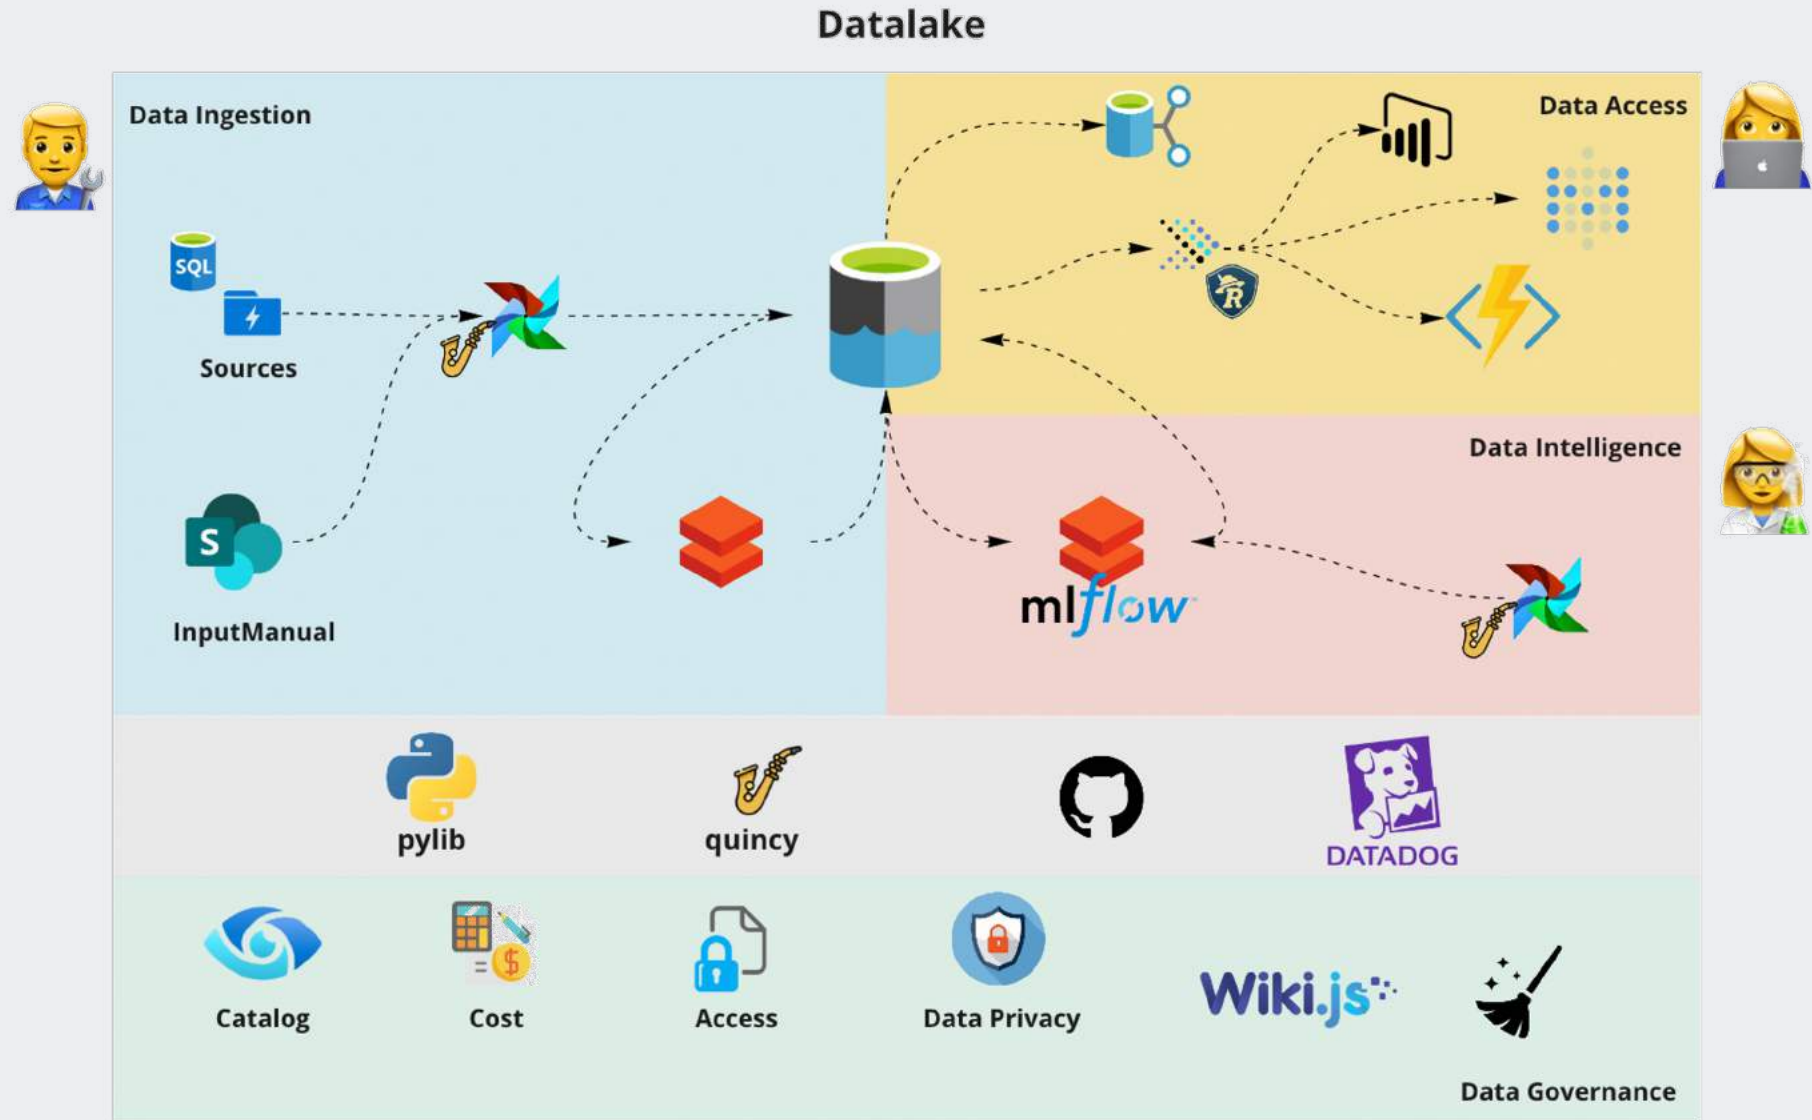 Datalake
Data Ingestion
Data Access
SQL
Sources
R
Data Intelligence
S
InputManual
mlflow
pylib
quincy
DATADOG
Catalog
Cost
Access
Data Privacy
Wiki.js
Data Governance